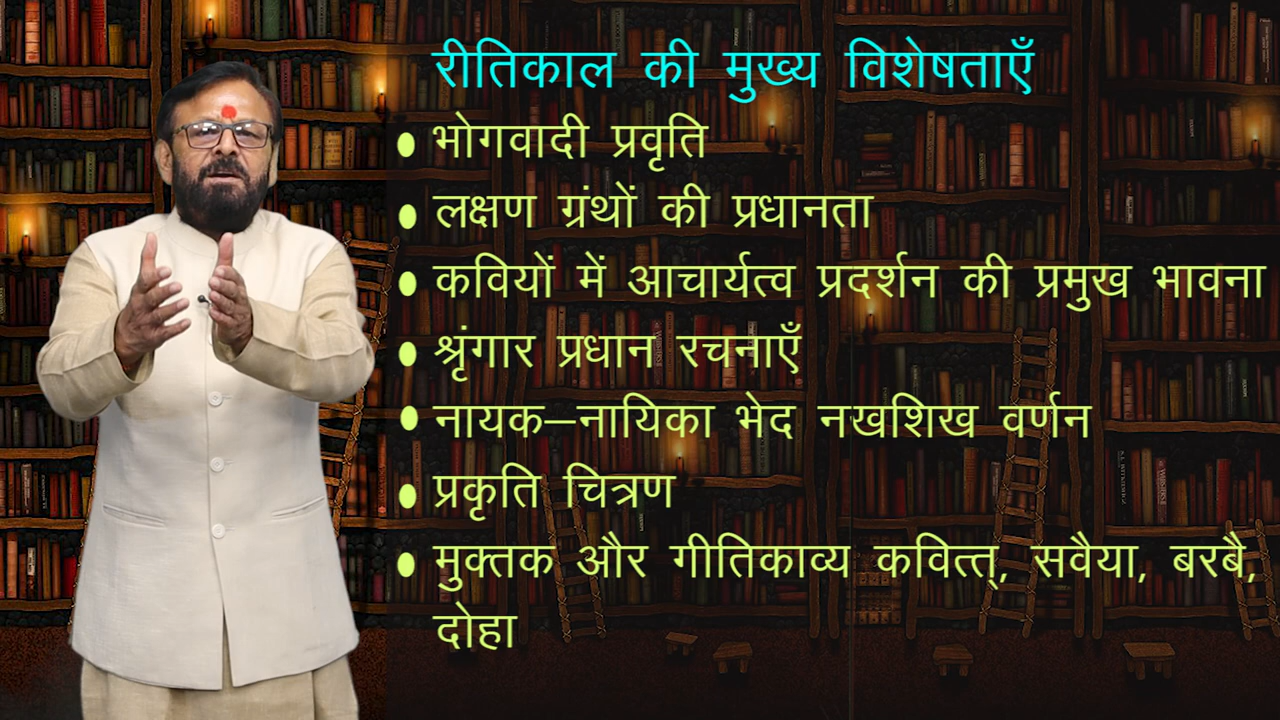 रीतिकाल की मुख्य विशेषताएँ
• भोगवादी प्रवृति
• लक्षण ग्रंथों की प्रधानता
• कवियों में आचार्यत्व प्रदर्शन की प्रमुख भावना
• श्रृंगार प्रधान रचनाएँ
• नायक–नायिका भेद नखशिख वर्णन
• प्रकृति चित्रण
• मुक्तक और गीतिकाव्य कवित्त्, सवैया, बरबै,
दोहा